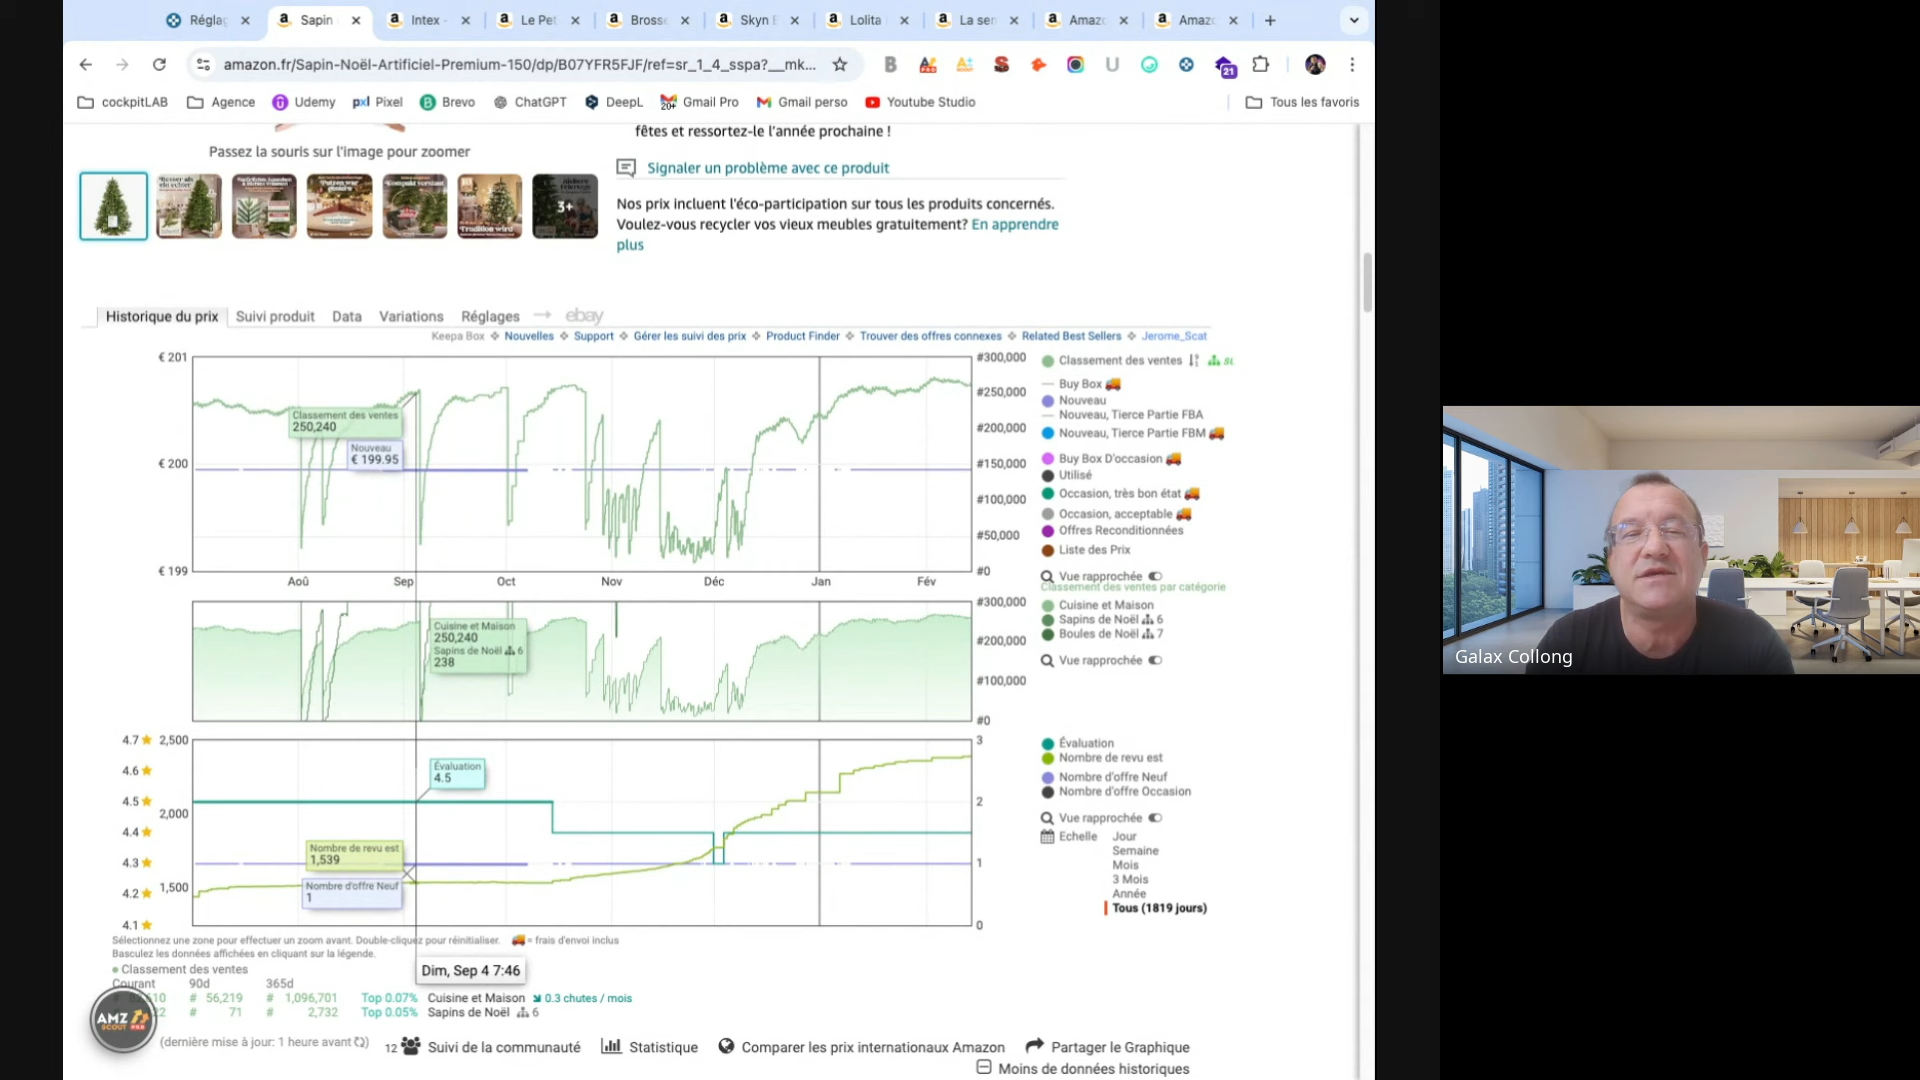 Régla
Sapin
Intex -
Le Pet
Bross
Skyn E
Lolita
La ser
Amaz
Amaz
amazon.fr/Sapin-Noël-Artificiel-Premium-150/dp/B07YFR5FJF/ref=sr_1_4_sspa?__mk...
21
cockpitLAB
Agence
Udemy
pxl Pixel
Brevo
ChatGPT
DeepL
Gmail Pro
Gmail perso
Youtube Studio
Tous les favoris
fêtes et ressortez-le l'année prochaine !
Passez la souris sur l'image pour zoomer
Signaler un problème avec ce produit
3+
Nos prix incluent l'éco-participation sur tous les produits concernés.
Voulez-vous recycler vos vieux meubles gratuitement? En apprendre
plus
Historique du prix
Suivi produit
Data
Variations
Réglages
ebay
Keepa Box
Nouvelles
Support
Gérer les suivi des prix
Product Finder
Trouver des offres connexes
Related Best Sellers
Jerome_Scat
€ 201
€ 200
€ 199
#300,000
#250,000
#200,000
#150,000
#100,000
#50,000
#0
Classement des ventes
250,240
Nouveau
€ 199.95
Aoû
Sep
Oct
Nov
Déc
Jan
Fév
Classement des ventes
Buy Box
Nouveau
Nouveau, Tierce Partie FBA
Nouveau, Tierce Partie FBM
Buy Box D'occasion
Utilisé
Occasion, très bon état
Occasion, acceptable
Offres Reconditionnées
Liste des Prix
Vue rapprochée
Classement des ventes par catégorie
Cuisine et Maison
Sapins de Noël 6
Boules de Noël 7
Vue rapprochée
#300,000
#200,000
#100,000
#0
Cuisine et Maison
250,240
Sapins de Noël 6
238
4.7 2,500
4.6
4.5
2,000
4.4
4.3
4.2 1,500
4.1
3
2
1
0
Évaluation
4.5
Nombre de revu est
1,539
Nombre d'offre Neuf
1
Évaluation
Nombre de revu est
Nombre d'offre Neuf
Nombre d'offre Occasion
Vue rapprochée
Echelle
Jour
Semaine
Mois
3 Mois
Année
Tous (1819 jours)
Sélectionnez une zone pour effectuer un zoom avant. Double-cliquez pour réinitialiser.
= frais d'envoi inclus
Basculez les données affichées en cliquant sur la légende.
Dim, Sep 4 7:46
Classement des ventes
Courant 90d 365d
# 56,219 # 1,096,701 Top 0.07% Cuisine et Maison 0.3 chutes / mois
# 71 # 2,732 Top 0.05% Sapins de Noël 6
AMZ
SCOUT PRO
(dernière mise à jour: 1 heure avant )
12 Suivi de la communauté
Statistique
Comparer les prix internationaux Amazon
Partager le Graphique
Moins de données historiques
Galax Collong